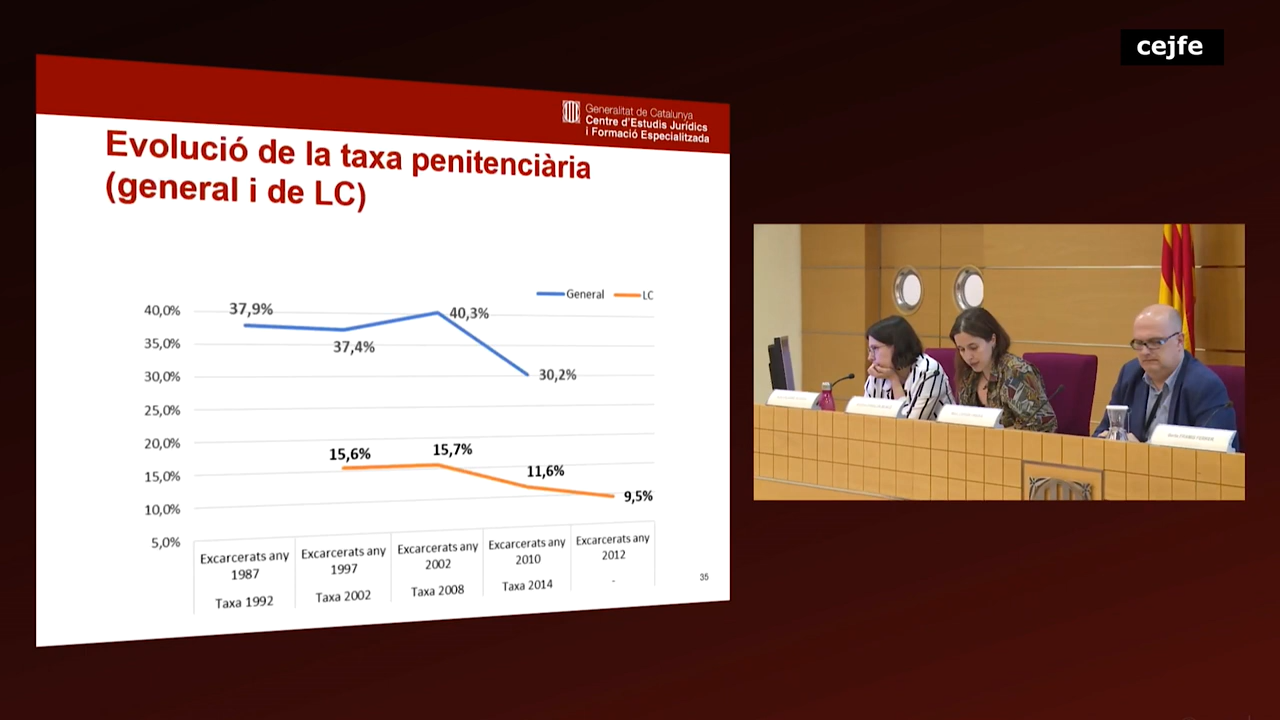 cejfe
Generalitat de Catalunya
Centre d'Estudis Jurídics
i Formació Especialitzada
Evolució de la taxa penitenciària
(general i de LC)
General LC
40,0%
35,0%
30,0%
25,0%
20,0%
15,0%
10,0%
5,0%
37,9%
37,4%
40,3%
30,2%
15,6%
15,7%
11,6%
9,5%
Excarcerats any
1987
Taxa 1992
Excarcerats any
1997
Taxa 2002
Excarcerats any
2002
Taxa 2008
Excarcerats any
2010
Taxa 2014
Excarcerats any
2012
-
35